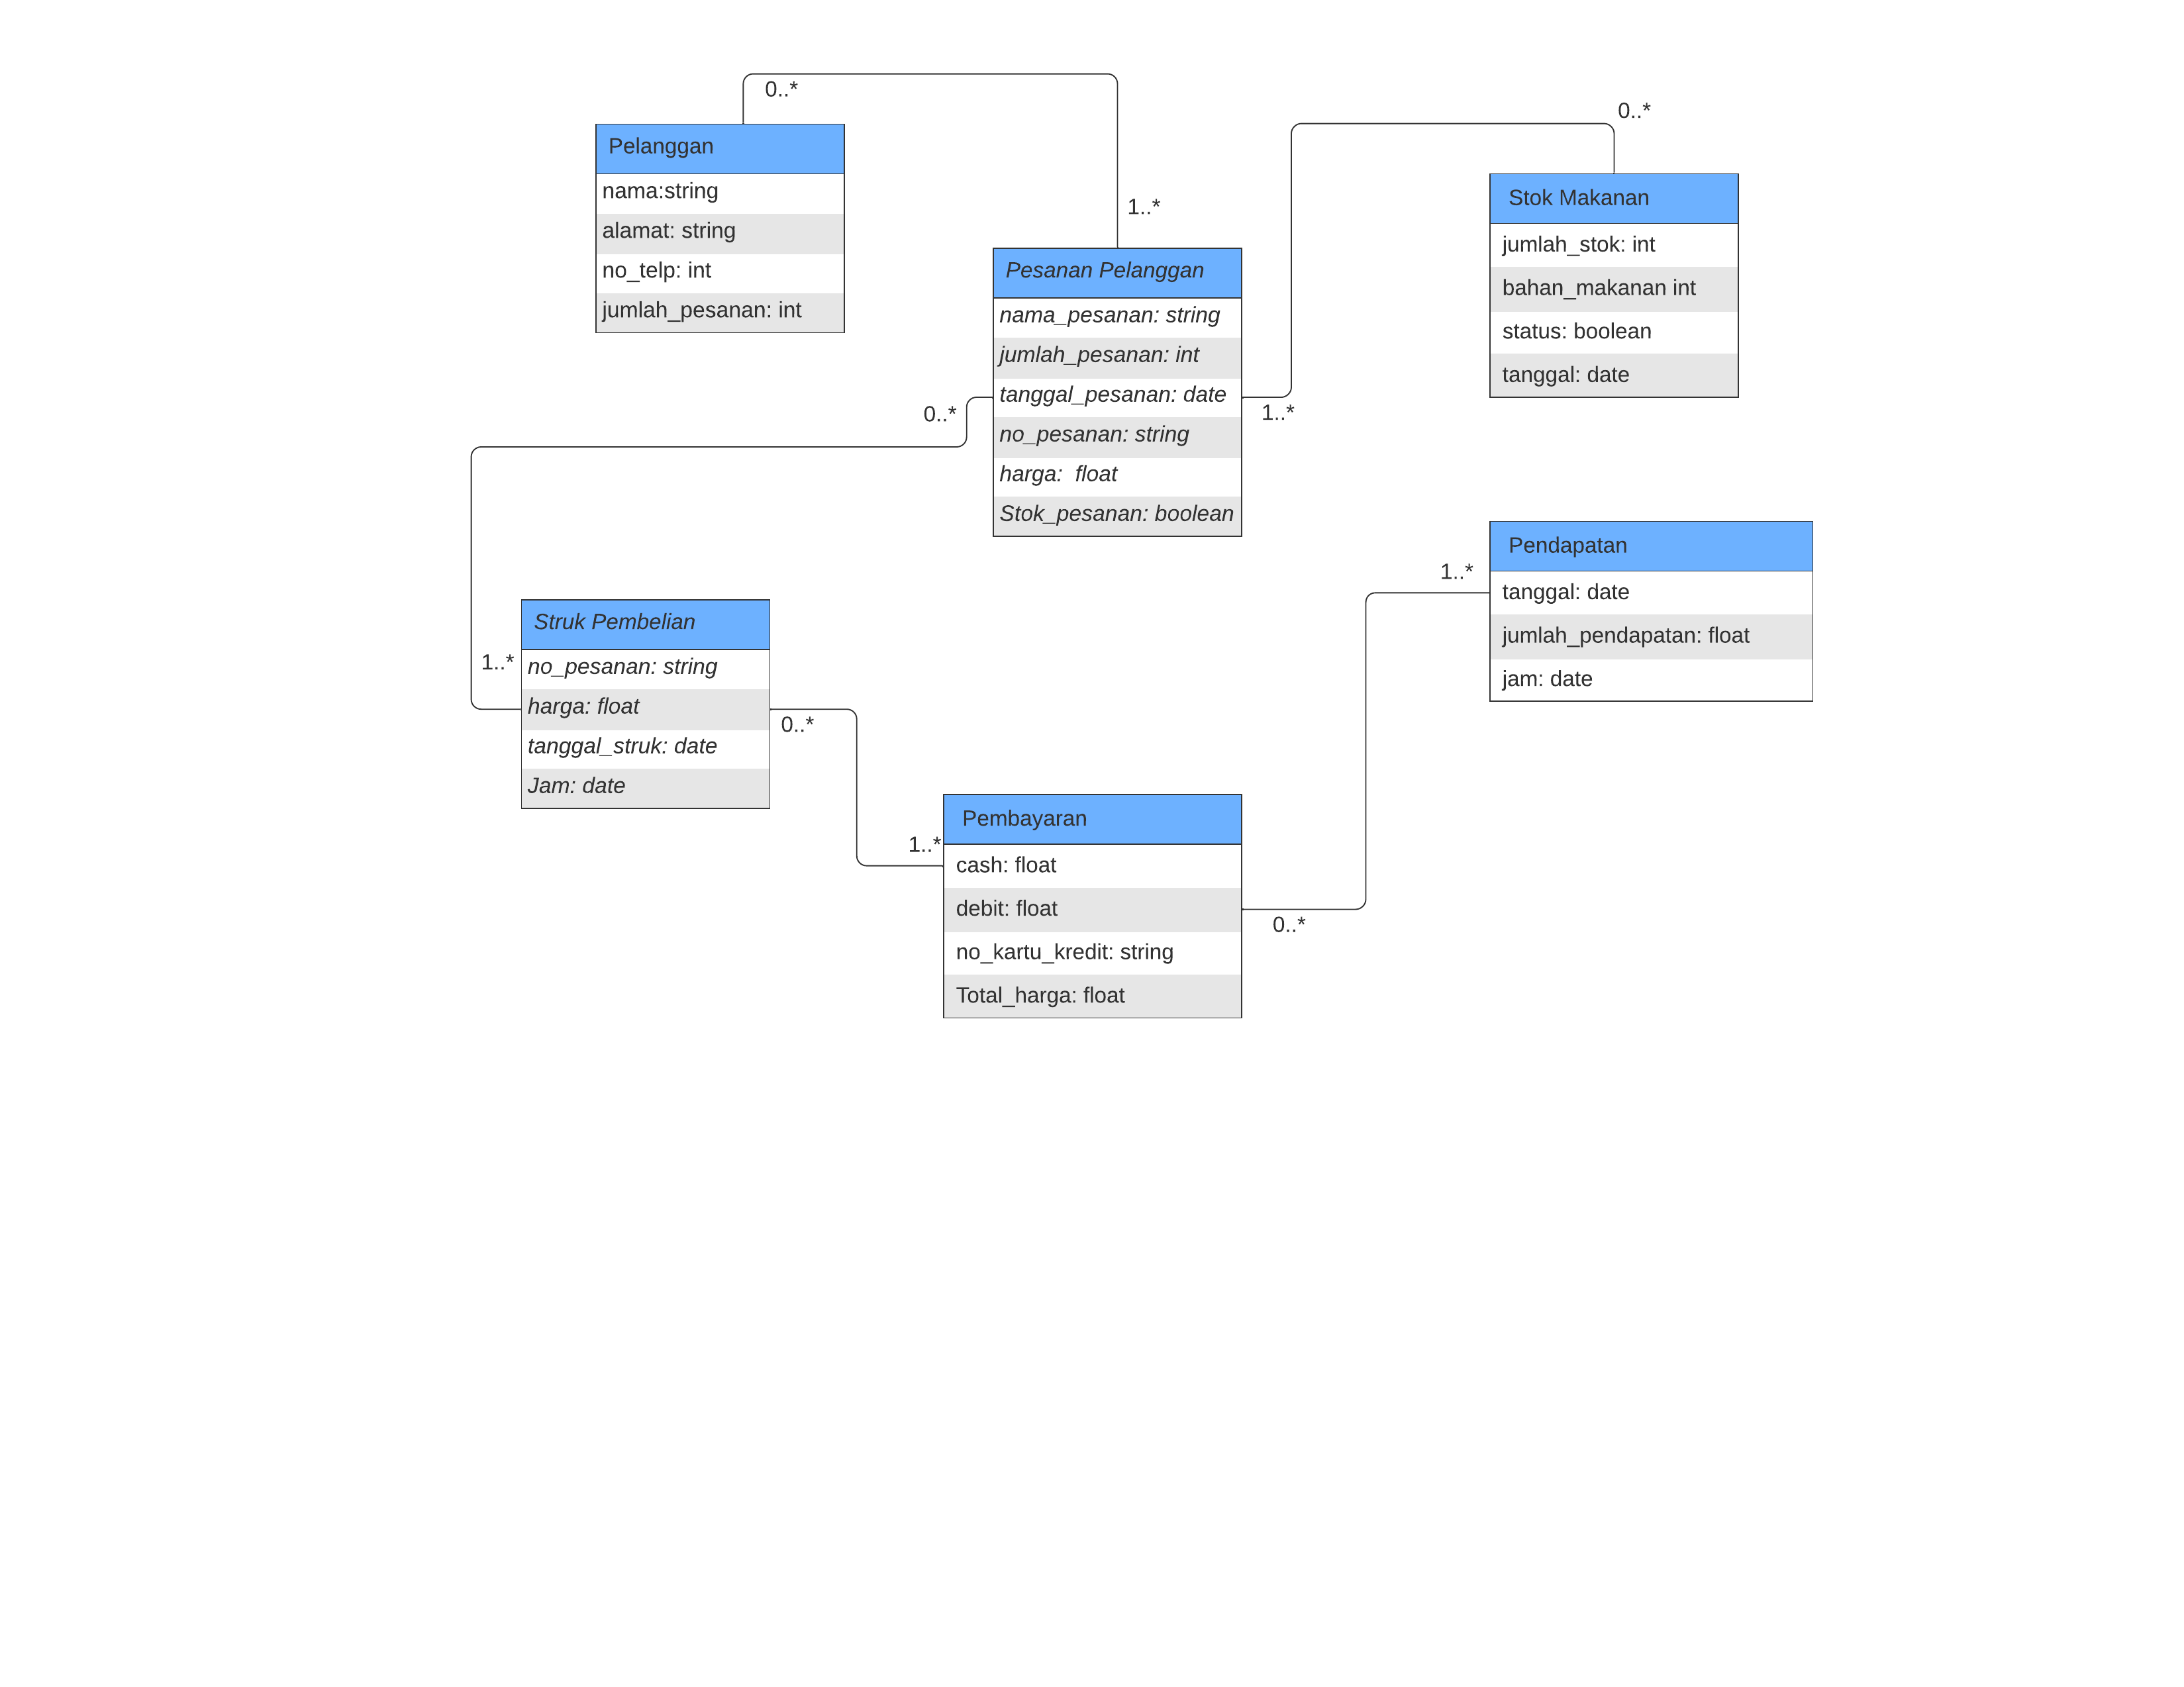 0..*
Pelanggan
nama:string
alamat: string
no_telp: int
jumlah_pesanan: int
1..*
Pesanan Pelanggan
nama_pesanan: string
jumlah_pesanan: int
tanggal_pesanan: date
no_pesanan: string
harga:  float
Stok_pesanan: boolean
0..*
1..*
0..*
Stok Makanan
jumlah_stok: int
bahan_makanan int
status: boolean
tanggal: date
1..*
Pendapatan
tanggal: date
jumlah_pendapatan: float
jam: date
1..*
Struk Pembelian
no_pesanan: string
harga: float
tanggal_struk: date
Jam: date
0..*
1..*
Pembayaran
cash: float
debit: float
no_kartu_kredit: string
Total_harga: float
0..*